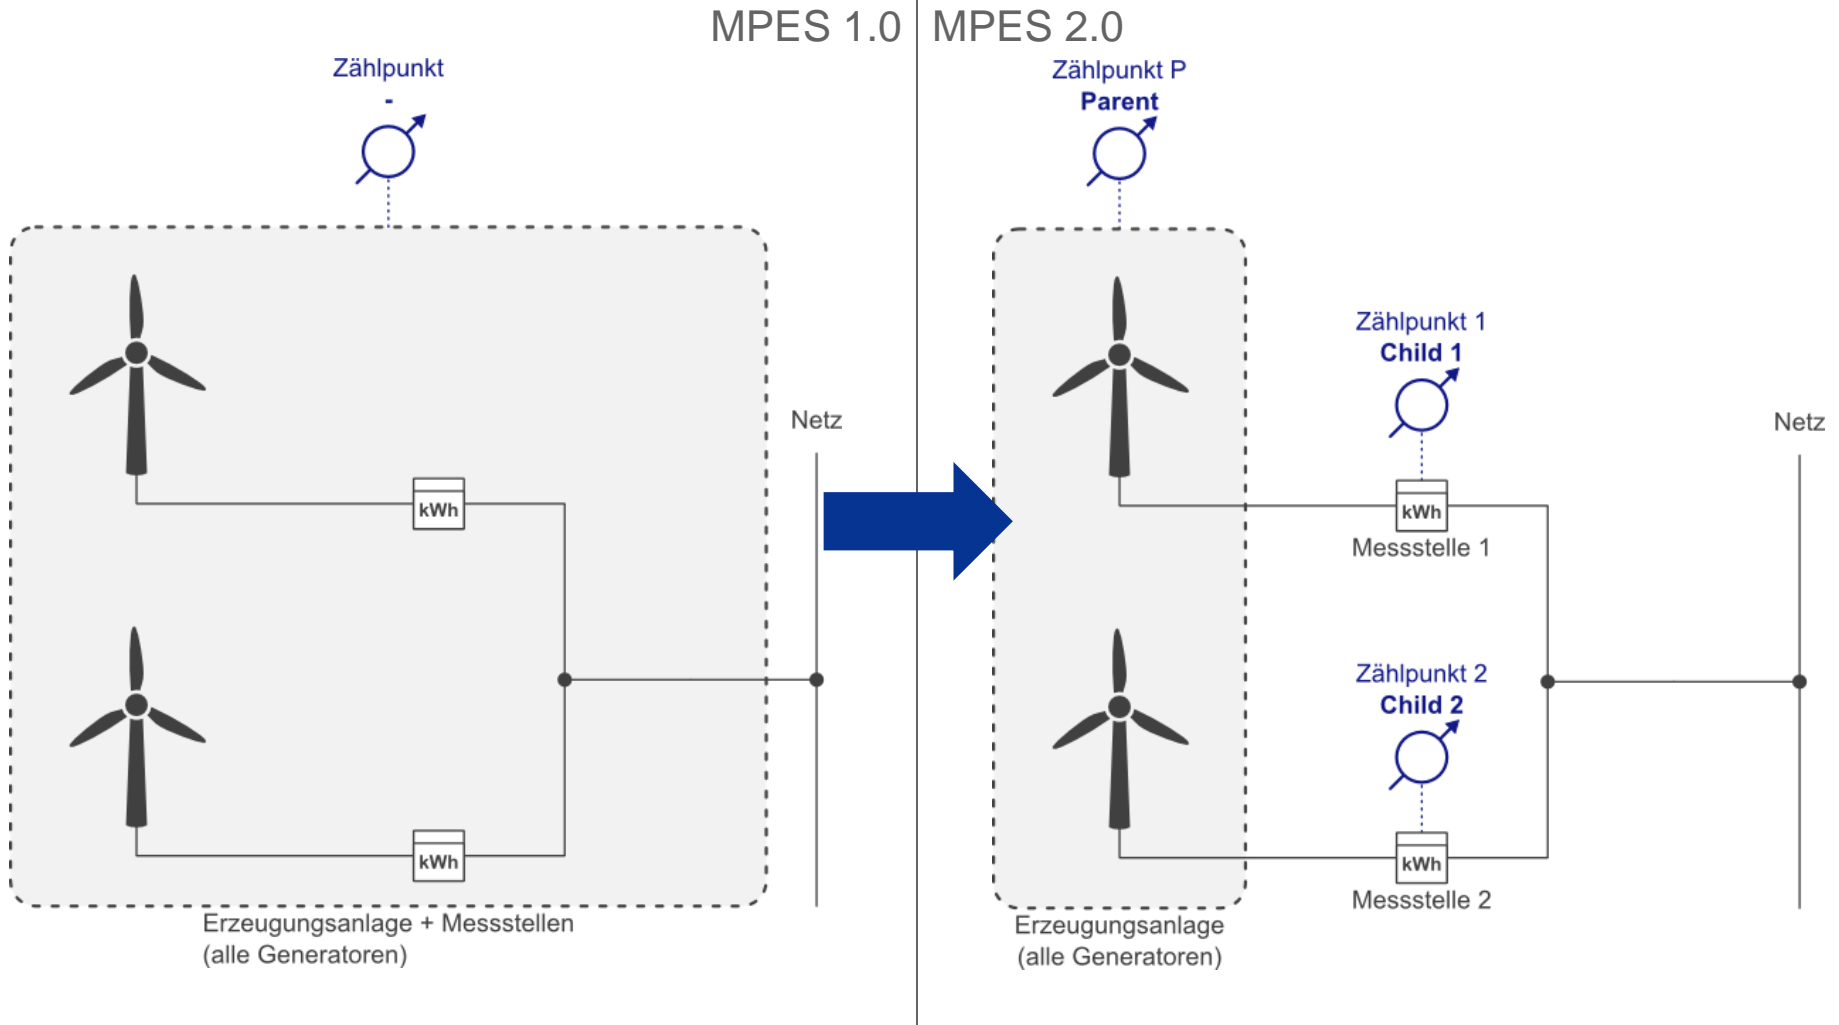 MPES 1.0
Zählpunkt
-
Netz
kWh
kWh
Erzeugungsanlage + Messstellen
(alle Generatoren)
MPES 2.0
Zählpunkt P
Parent
Zählpunkt 1
Child 1
Netz
kWh
Messstelle 1
Zählpunkt 2
Child 2
kWh
Messstelle 2
Erzeugungsanlage
(alle Generatoren)